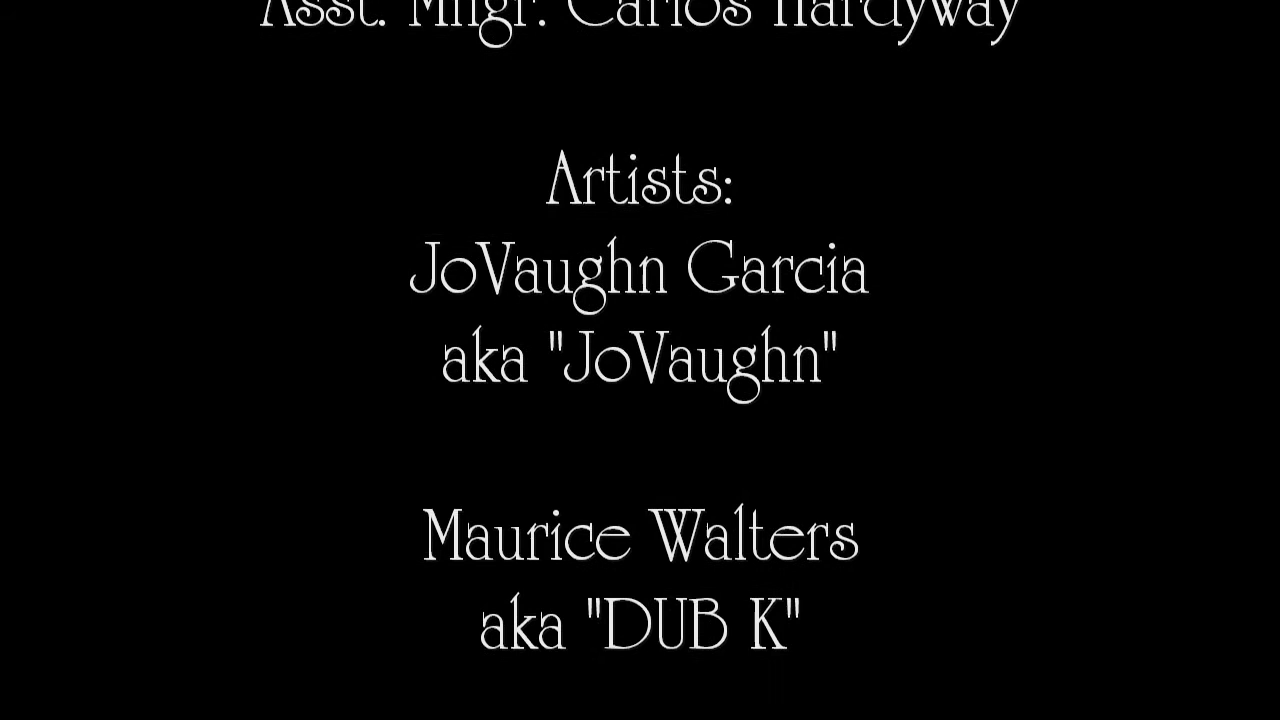 Asst. Mngr. Carlos Hardyway
Artists:
JoVaughn Garcia
aka "JoVaughn"
Maurice Walters
aka "DUB K"